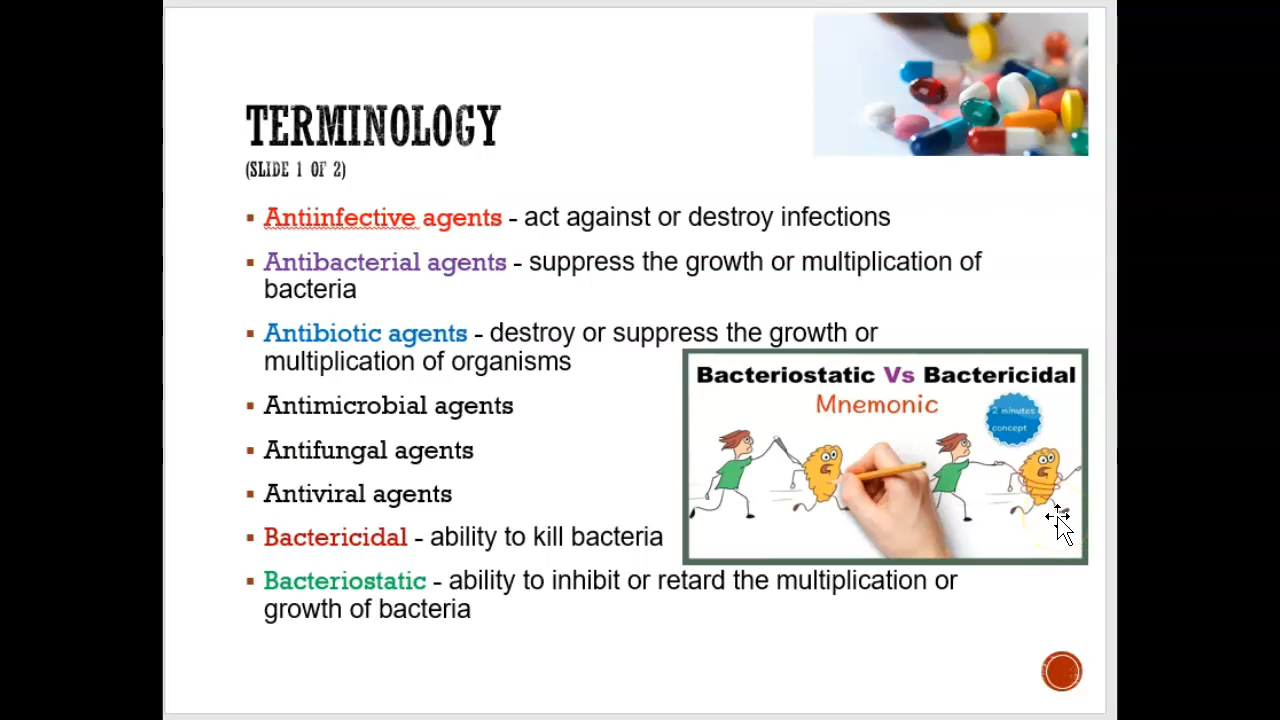 TERMINOLOGY
(SLIDE 1 OF 2)
▪ Antiinfective agents - act against or destroy infections
▪ Antibacterial agents - suppress the growth or multiplication of
bacteria
▪ Antibiotic agents - destroy or suppress the growth or
multiplication of organisms
▪ Antimicrobial agents
▪ Antifungal agents
▪ Antiviral agents
▪ Bactericidal - ability to kill bacteria
▪ Bacteriostatic - ability to inhibit or retard the multiplication or
growth of bacteria
Bacteriostatic Vs Bactericidal
Mnemonic
2 minutes
concept